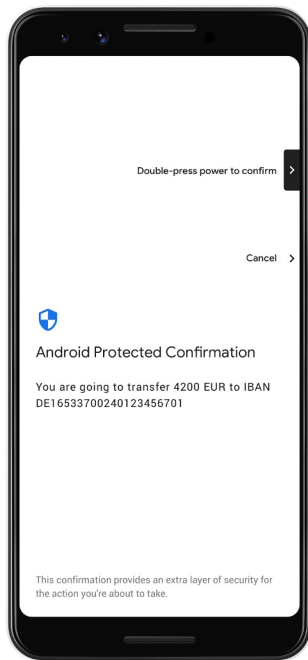 Double-press power to confirm
Cancel
Android Protected Confirmation
You are going to transfer 4200 EUR to IBAN
DE16533700240123456701
This confirmation provides an extra layer of security for
the action you're about to take.